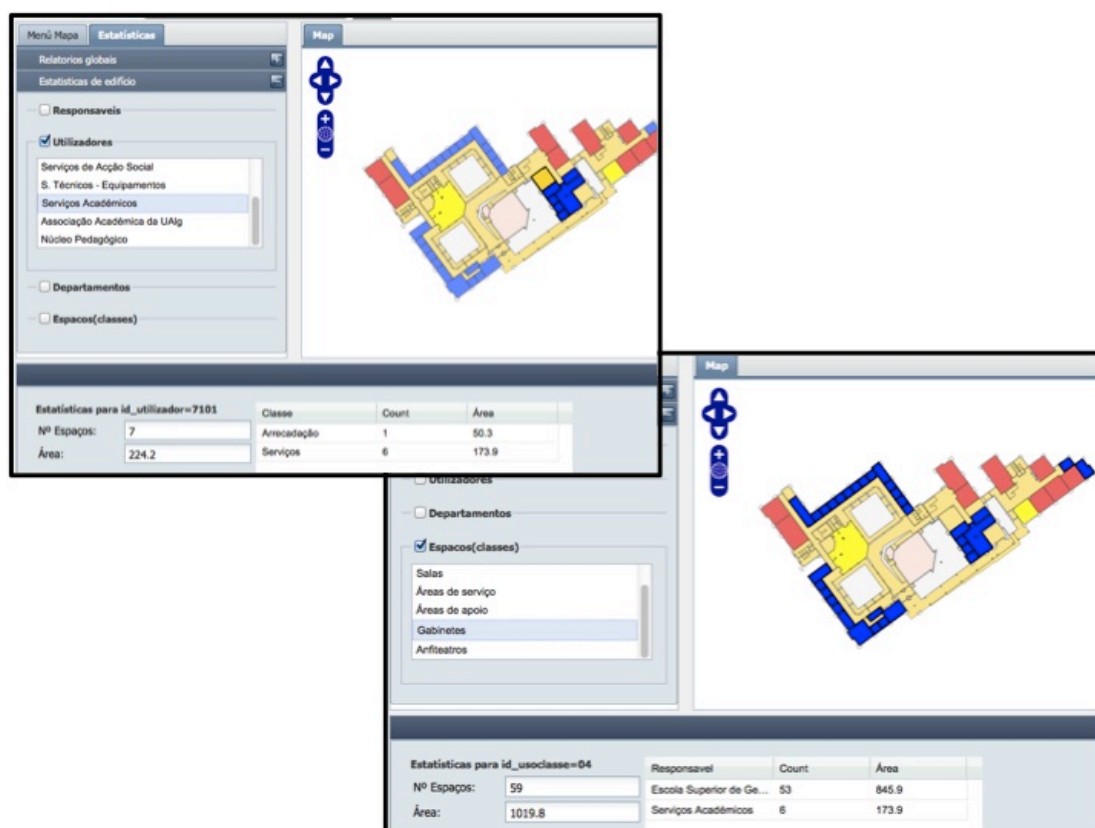 Menú Mapa Estatísticas Map
Relatorios globais
Estatisticas de edifício
Responsaveis
Utilizadores
Serviços de Acção Social
S. Técnicos - Equipamentos
Serviços Académicos
Associação Académica da UAlg
Núcleo Pedagógico
Departamentos
Espacos(classes)
Estatísticas para id_utilizador=7101
Classe Count Área
Nº Espaços: 7
Arrecadação 1 50.3
Área: 224.2
Serviços 6 173.9
Map
Utilizadores
Departamentos
Espacos(classes)
Salas
Áreas de serviço
Áreas de apoio
Gabinetes
Anfiteatros
Estatísticas para id_usoclasse=04
Responsavel Count Área
Nº Espaços: 59
Escola Superior de Ge... 53 845.9
Área: 1019.8
Serviços Académicos 6 173.9